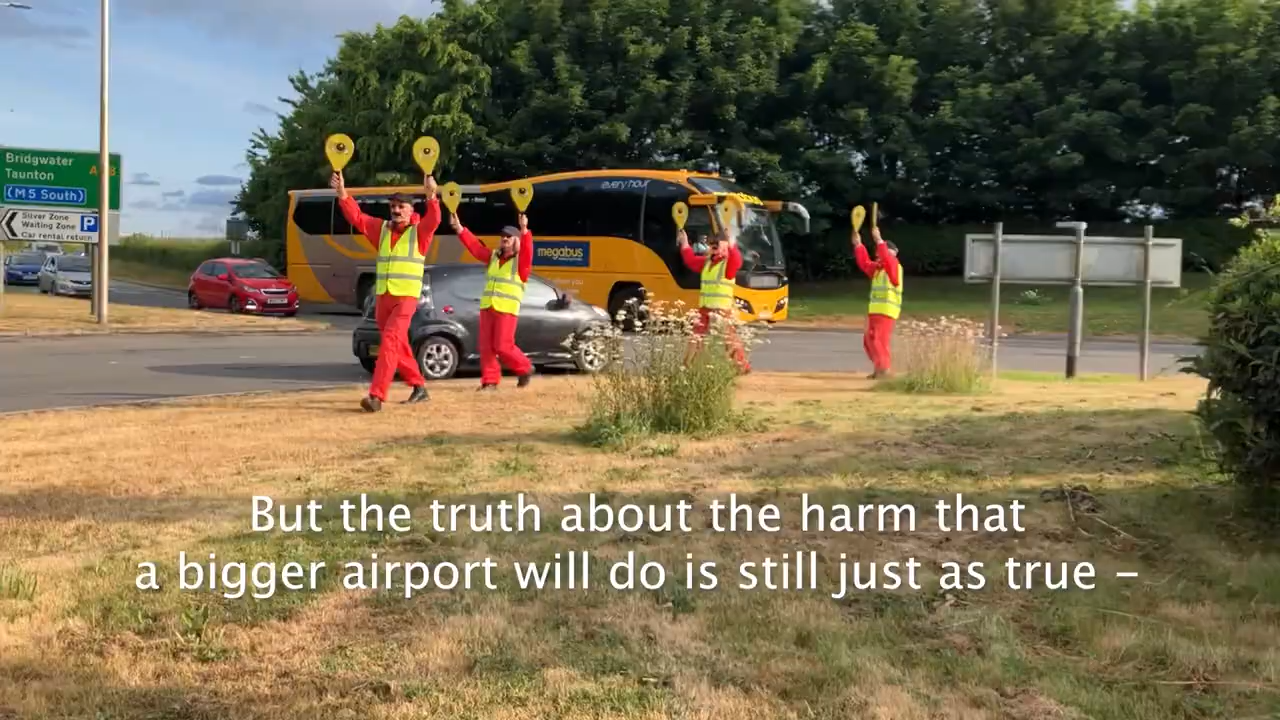 Bridgwater
Taunton
(M5 South)
Silver Zone
Waiting Zone
P
Car rental return
every hour
megabus
But the truth about the harm that
a bigger airport will do is still just as true –